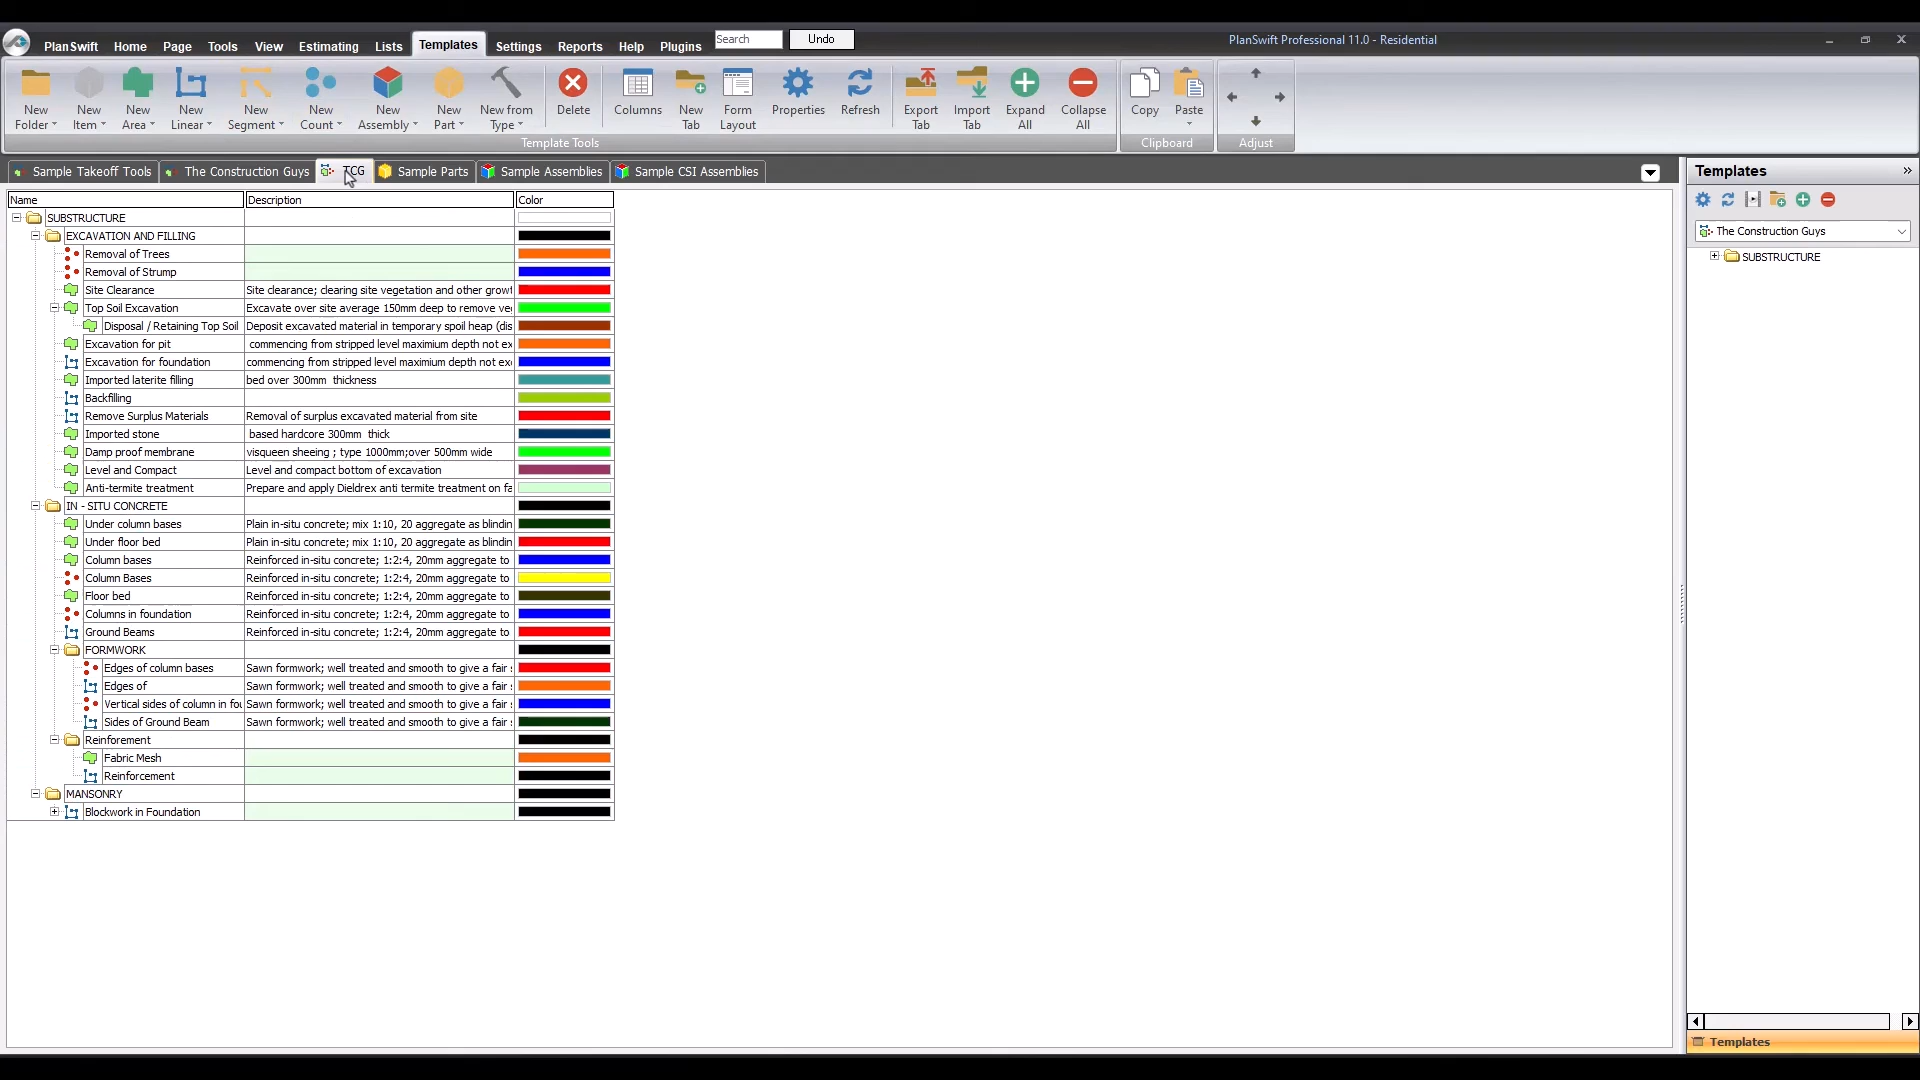 PlanSwift Home Page Tools View Estimating Lists Templates Settings Reports Help Plugins Search Undo PlanSwift Professional 11.0 - Residential
New Folder New Item New Area New Linear New Segment New Count New Assembly New Part New from Type Delete Columns New Tab Form Layout Properties Refresh Export Tab Import Tab Expand All Collapse All Copy Paste
Template Tools Clipboard Adjust
Sample Takeoff Tools The Construction Guys TCG Sample Parts Sample Assemblies Sample CSI Assemblies Templates
Name Description Color
SUBSTRUCTURE
The Construction Guys
EXCAVATION AND FILLING
Removal of Trees
SUBSTRUCTURE
Removal of Strump
Site Clearance Site clearance; clearing site vegetation and other growt
Top Soil Excavation Excavate over site average 150mm deep to remove veg
Disposal / Retaining Top Soil Deposit excavated material in temporary spoil heap (dis
Excavation for pit commencing from stripped level maximium depth not ex
Excavation for foundation commencing from stripped level maximium depth not ex
Imported laterite filling bed over 300mm thickness
Backfilling
Remove Surplus Materials Removal of surplus excavated material from site
Imported stone based hardcore 300mm thick
Damp proof membrane visqueen sheeing ; type 1000mm;over 500mm wide
Level and Compact Level and compact bottom of excavation
Anti-termite treatment Prepare and apply Dieldrex anti termite treatment on fa
IN - SITU CONCRETE
Under column bases Plain in-situ concrete; mix 1:10, 20 aggregate as blindin
Under floor bed Plain in-situ concrete; mix 1:10, 20 aggregate as blindin
Column bases Reinforced in-situ concrete; 1:2:4, 20mm aggregate to
Column Bases Reinforced in-situ concrete; 1:2:4, 20mm aggregate to
Floor bed Reinforced in-situ concrete; 1:2:4, 20mm aggregate to
Columns in foundation Reinforced in-situ concrete; 1:2:4, 20mm aggregate to
Ground Beams Reinforced in-situ concrete; 1:2:4, 20mm aggregate to
FORMWORK
Edges of column bases Sawn formwork; well treated and smooth to give a fair s
Edges of Sawn formwork; well treated and smooth to give a fair s
Vertical sides of column in fou Sawn formwork; well treated and smooth to give a fair s
Sides of Ground Beam Sawn formwork; well treated and smooth to give a fair s
Reinforement
Fabric Mesh
Reinforcement
MANSONRY
Blockwork in Foundation
Templates